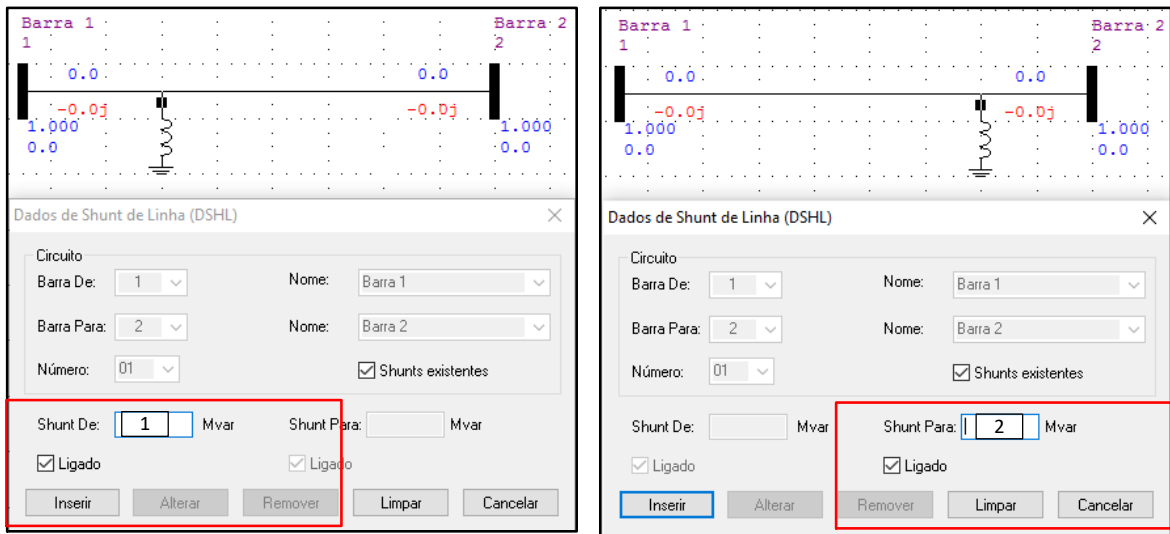 Barra 1
Barra 2
1
2
0.0
0.0
-0.0j
-0.0j
1.000
1.000
0.0
0.0
Dados de Shunt de Linha (DSHL)
Circuito
Barra De: 1 Nome: Barra 1
Barra Para: 2 Nome: Barra 2
Número: 01 Shunts existentes
Shunt De: 1 Mvar Shunt Para: Mvar
Ligado Ligado
Inserir Alterar Remover Limpar Cancelar
Barra 1
Barra 2
1
2
0.0
0.0
-0.0j
-0.0j
1.000
1.000
0.0
0.0
Dados de Shunt de Linha (DSHL)
Circuito
Barra De: 1 Nome: Barra 1
Barra Para: 2 Nome: Barra 2
Número: 01 Shunts existentes
Shunt De: Mvar Shunt Para: 2 Mvar
Ligado Ligado
Inserir Alterar Remover Limpar Cancelar